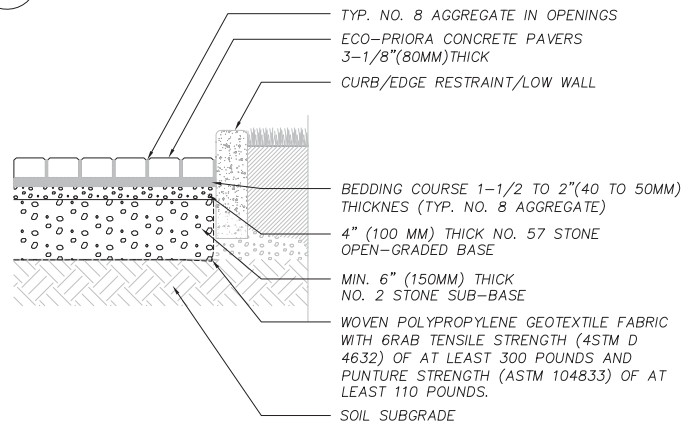 TYP. NO. 8 AGGREGATE IN OPENINGS
ECO-PRIORA CONCRETE PAVERS
3-1/8"(80MM)THICK
CURB/EDGE RESTRAINT/LOW WALL
BEDDING COURSE 1-1/2 TO 2"(40 TO 50MM)
THICKNES (TYP. NO. 8 AGGREGATE)
4" (100 MM) THICK NO. 57 STONE
OPEN-GRADED BASE
MIN. 6" (150MM) THICK
NO. 2 STONE SUB-BASE
WOVEN POLYPROPYLENE GEOTEXTILE FABRIC
WITH 6RAB TENSILE STRENGTH (4STM D
4632) OF AT LEAST 300 POUNDS AND
PUNTURE STRENGTH (ASTM 104833) OF AT
LEAST 110 POUNDS.
SOIL SUBGRADE